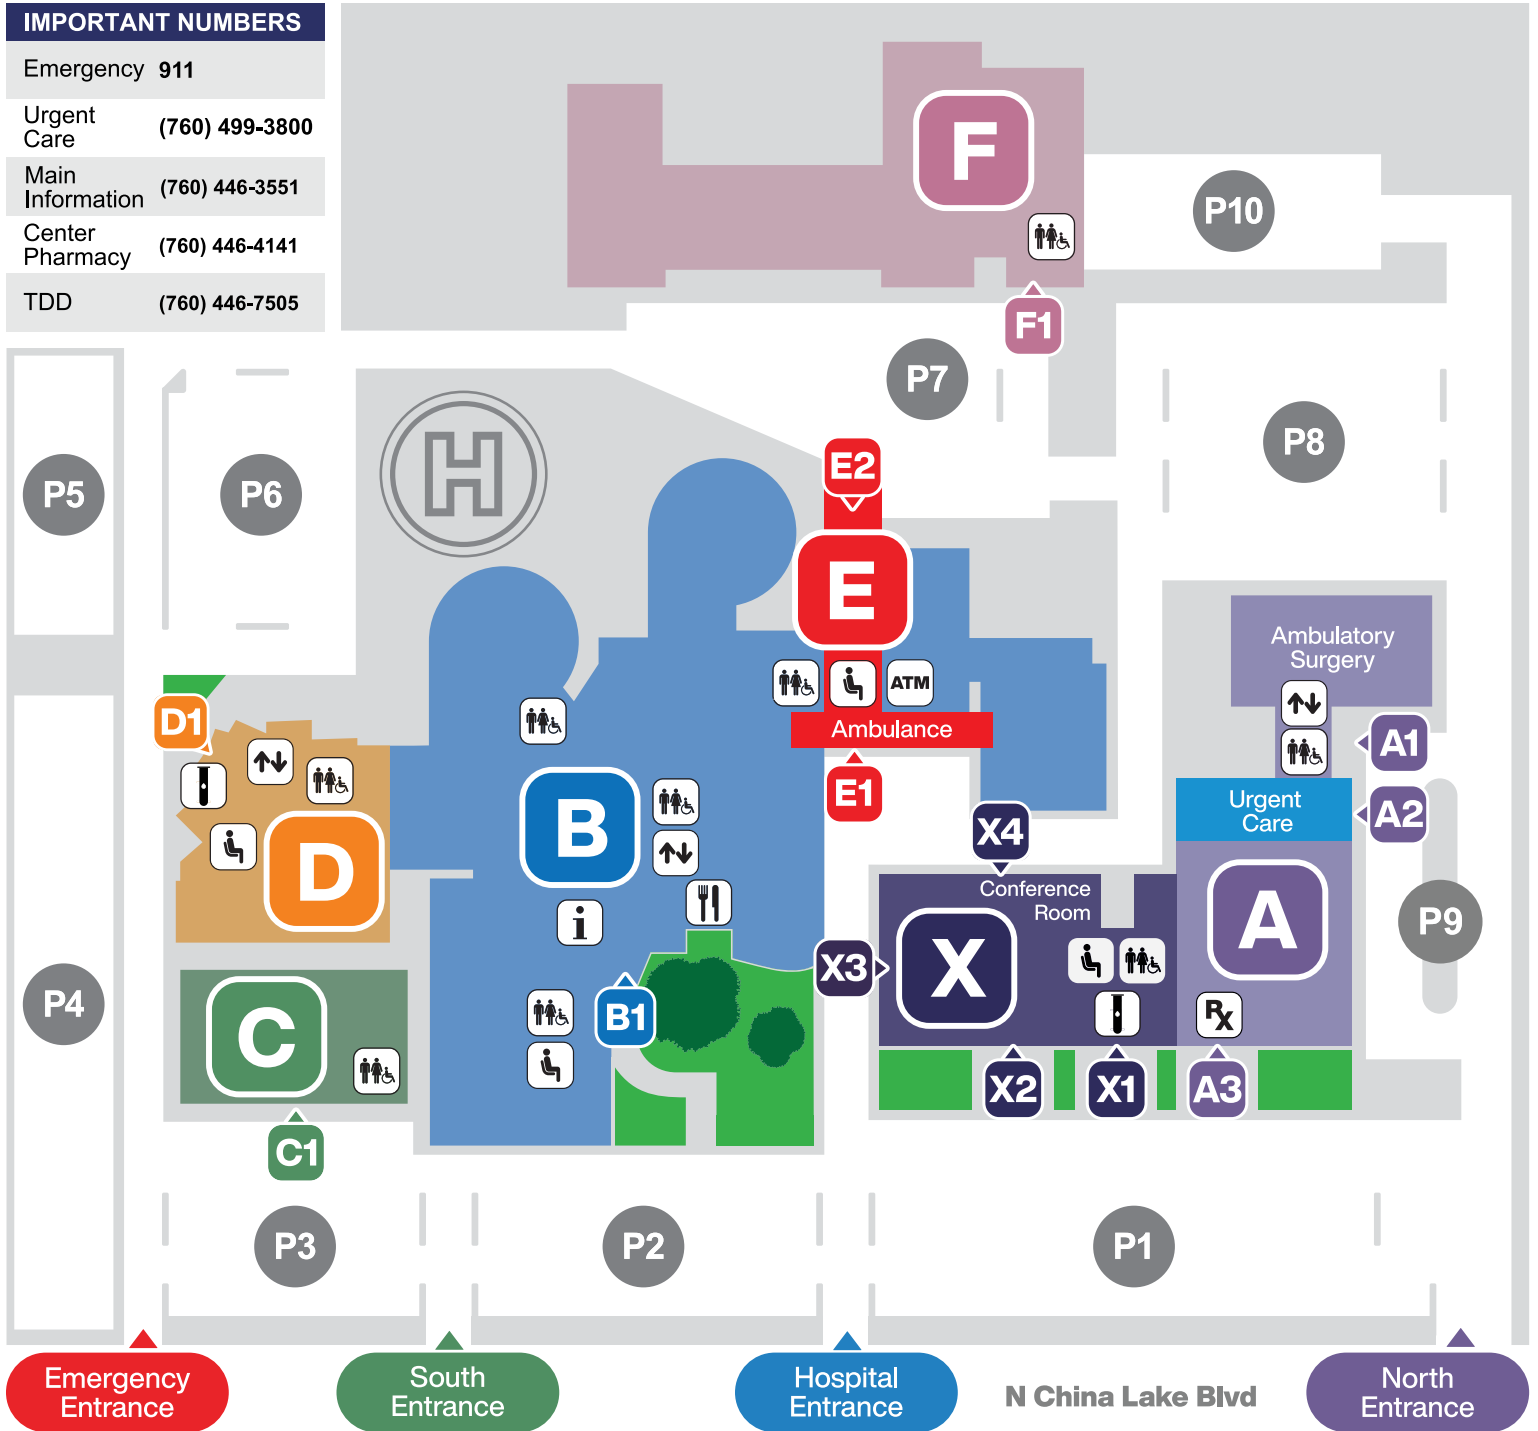 IMPORTANT NUMBERS
Emergency 911
Urgent
Care (760) 499-3800
Main
Information (760) 446-3551
Center
Pharmacy (760) 446-4141
TDD (760) 446-7505
F
P10
F1
P7
P8
P5
P6
H
E2
E
Ambulatory
Surgery
ATM
D1
Ambulance
A1
E1
Urgent
Care
A2
X4
B
D
Conference
Room
A
P9
i
X3
X
P4
C
B1
Rx
X2
X1
A3
C1
P3
P2
P1
Emergency
Entrance
South
Entrance
Hospital
Entrance
N China Lake Blvd
North
Entrance